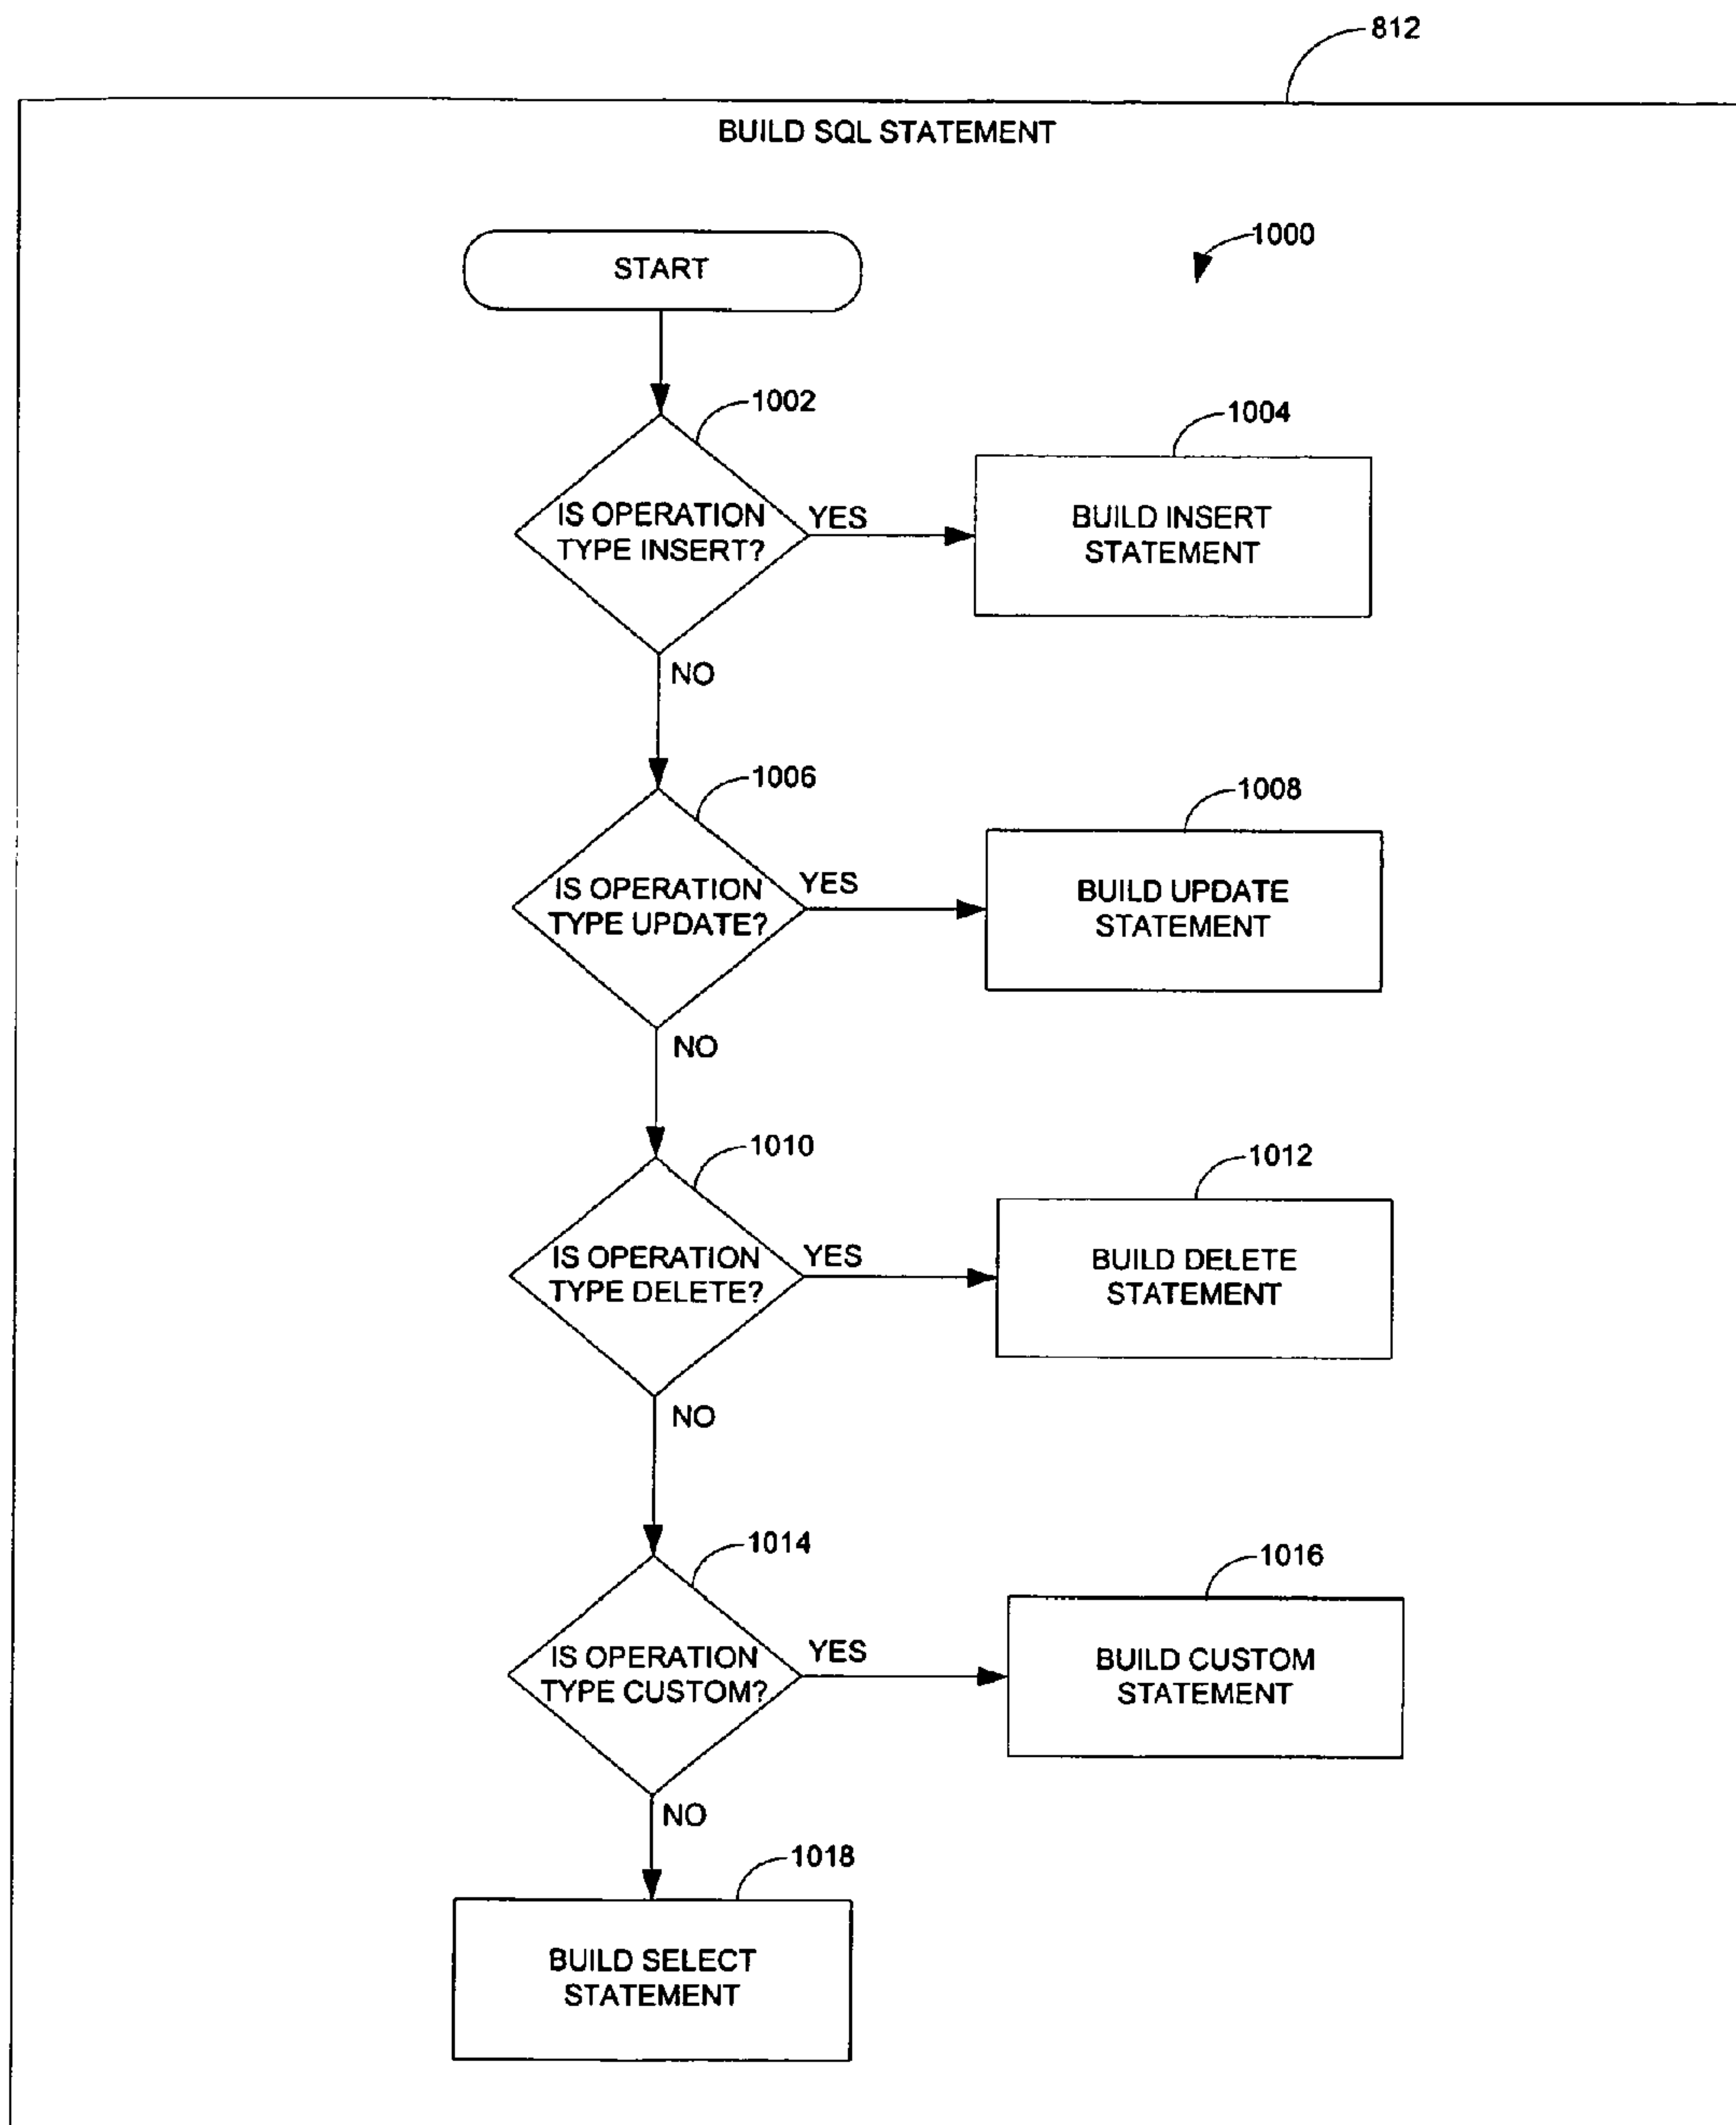 812
BUILD SQL STATEMENT
START
1000
1002
1004
IS OPERATION
TYPE INSERT?
YES
BUILD INSERT
STATEMENT
NO
1006
1008
IS OPERATION
TYPE UPDATE?
YES
BUILD UPDATE
STATEMENT
NO
1010
1012
IS OPERATION
TYPE DELETE?
YES
BUILD DELETE
STATEMENT
NO
1014
1016
IS OPERATION
TYPE CUSTOM?
YES
BUILD CUSTOM
STATEMENT
NO
1018
BUILD SELECT
STATEMENT